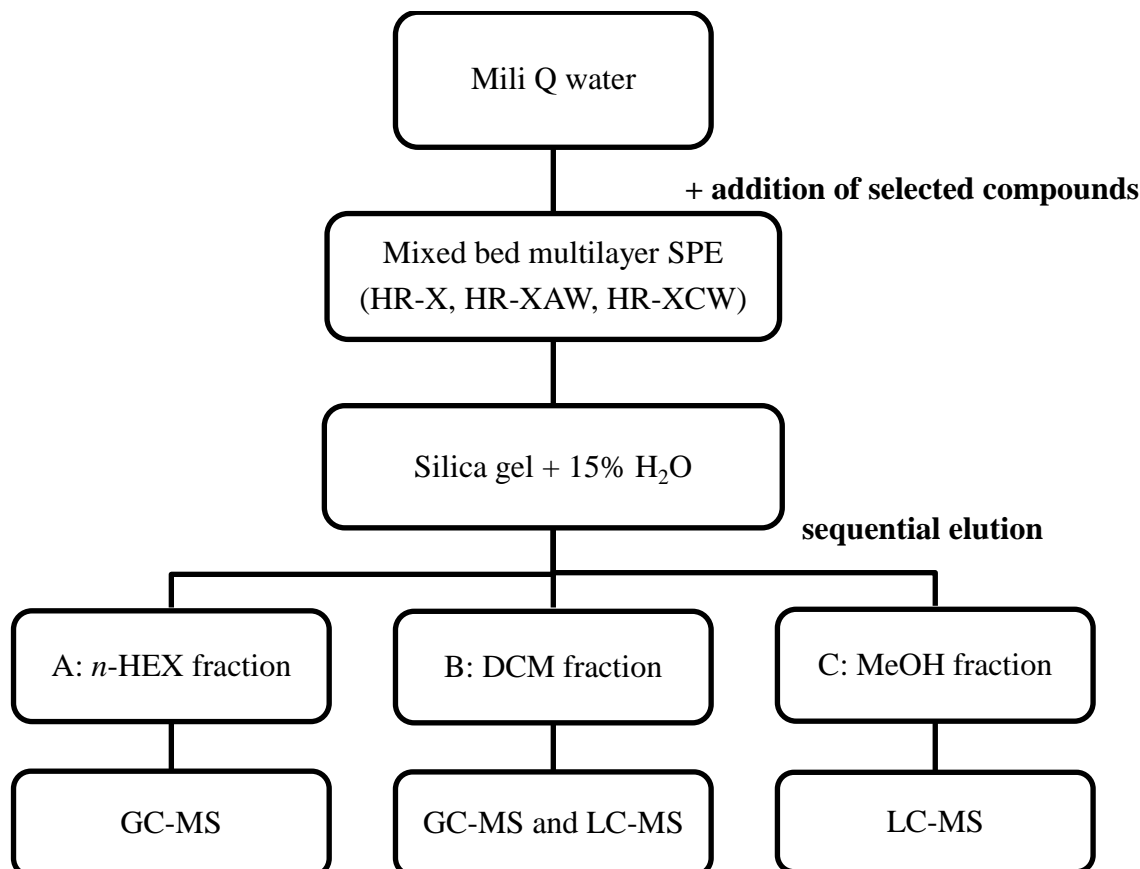 Mili Q water
+ addition of selected compounds
Mixed bed multilayer SPE
(HR-X, HR-XAW, HR-XCW)
Silica gel + 15% H₂O
sequential elution
A: n-HEX fraction
B: DCM fraction
C: MeOH fraction
GC-MS
GC-MS and LC-MS
LC-MS